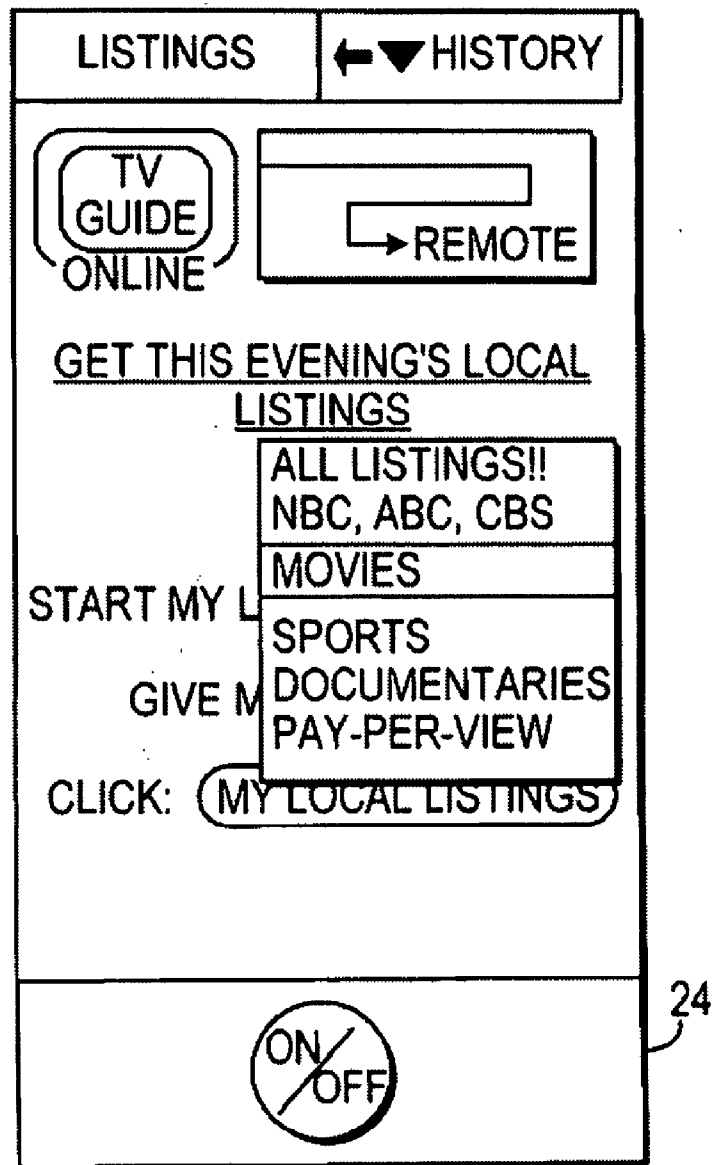 LISTINGS
HISTORY
TV
GUIDE
ONLINE
REMOTE
GET THIS EVENING'S LOCAL
LISTINGS
ALL LISTINGS!!
NBC, ABC, CBS
MOVIES
START MY
SPORTS
GIVE
DOCUMENTARIES
PAY-PER-VIEW
CLICK: MY LOCAL LISTINGS
ON/OFF
24